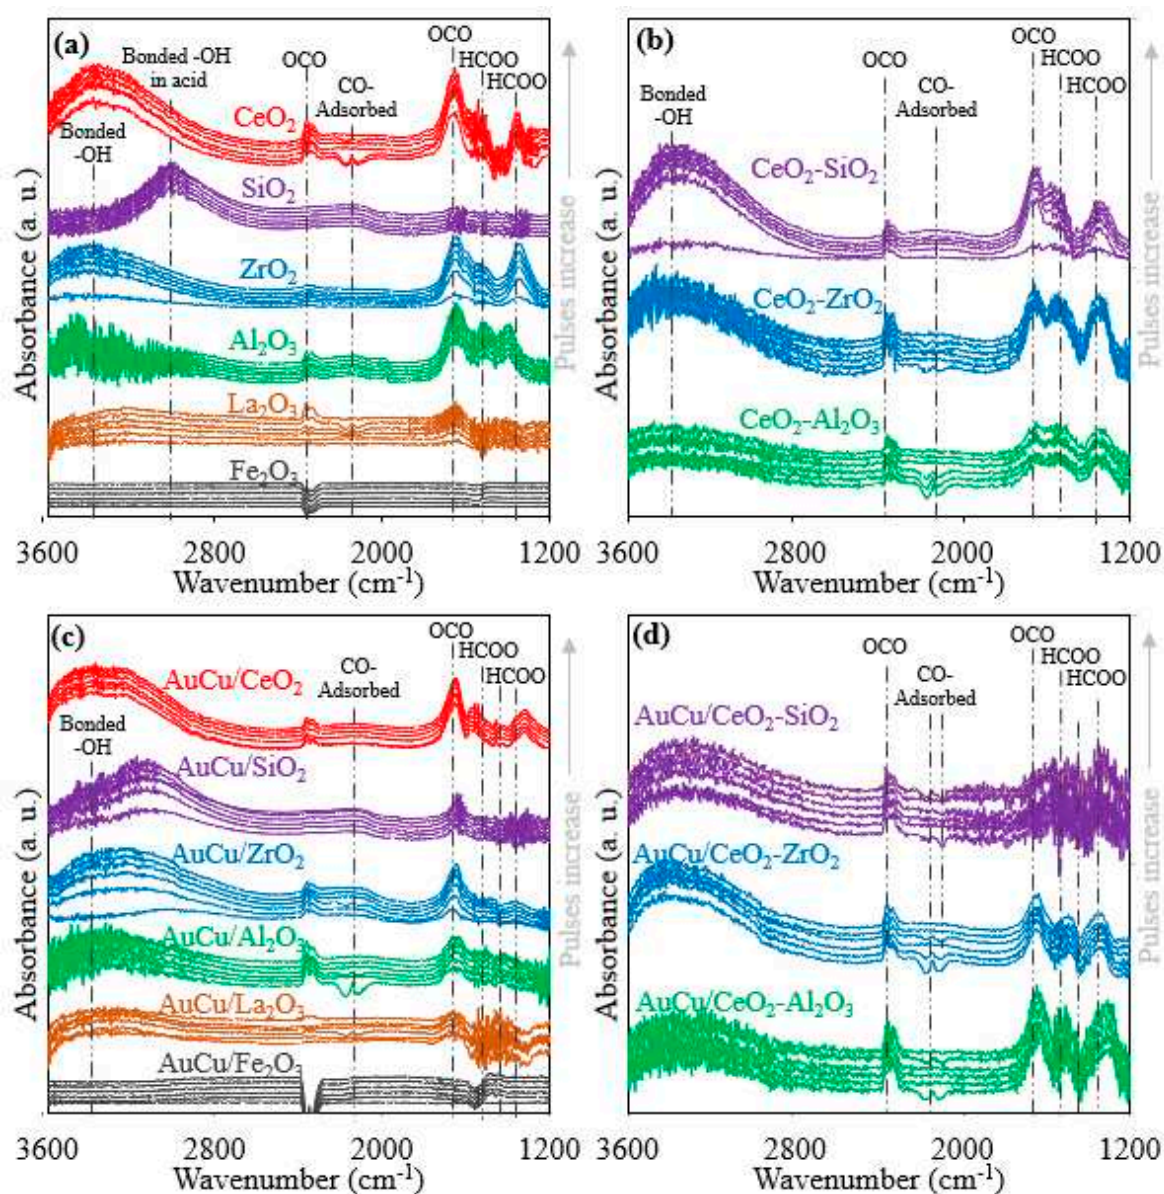 (a)
OCO
Bonded -OH
in acid
OCO
HCOO
HCOO
CO-
Adsorbed
CeO2
Bonded
-OH
SiO2
ZrO2
Al2O3
La2O3
Fe2O3
Absorbance (a. u.)
Pulses increase
3600 2800 2000 1200
Wavenumber (cm-1)
(b)
OCO
HCOO
OCO
HCOO
CO-
Adsorbed
Bonded
-OH
CeO2-SiO2
CeO2-ZrO2
CeO2-Al2O3
Absorbance (a. u.)
Pulses increase
3600 2800 2000 1200
Wavenumber (cm-1)
(c)
OCO
HCOO
HCOO
CO-
Adsorbed
AuCu/CeO2
Bonded
-OH
AuCu/SiO2
AuCu/ZrO2
AuCu/Al2O3
AuCu/La2O3
AuCu/Fe2O3
Absorbance (a. u.)
Pulses increase
3600 2800 2000 1200
Wavenumber (cm-1)
(d)
OCO
OCO
HCOO
HCOO
CO-
Adsorbed
AuCu/CeO2-SiO2
AuCu/CeO2-ZrO2
AuCu/CeO2-Al2O3
Absorbance (a. u.)
Pulses increase
3600 2800 2000 1200
Wavenumber (cm-1)